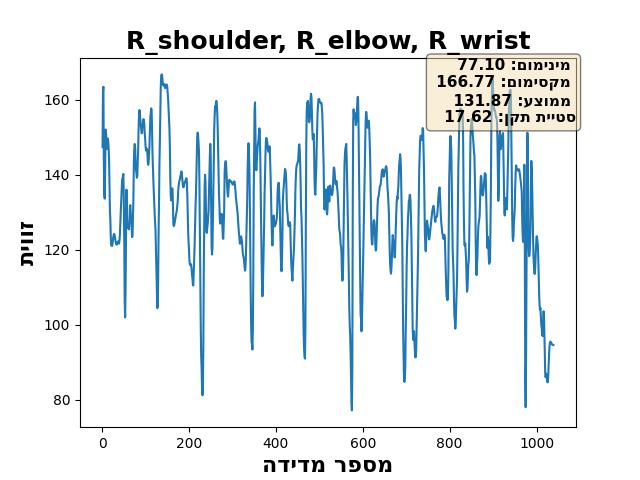 R_shoulder, R_elbow, R_wrist
מינימום: 77.10
מקסימום: 166.77
ממוצע: 131.87
סטיית תקן: 17.62
160
140
120
100
80
זווית
0 200 400 600 800 1000
מספר מדידה